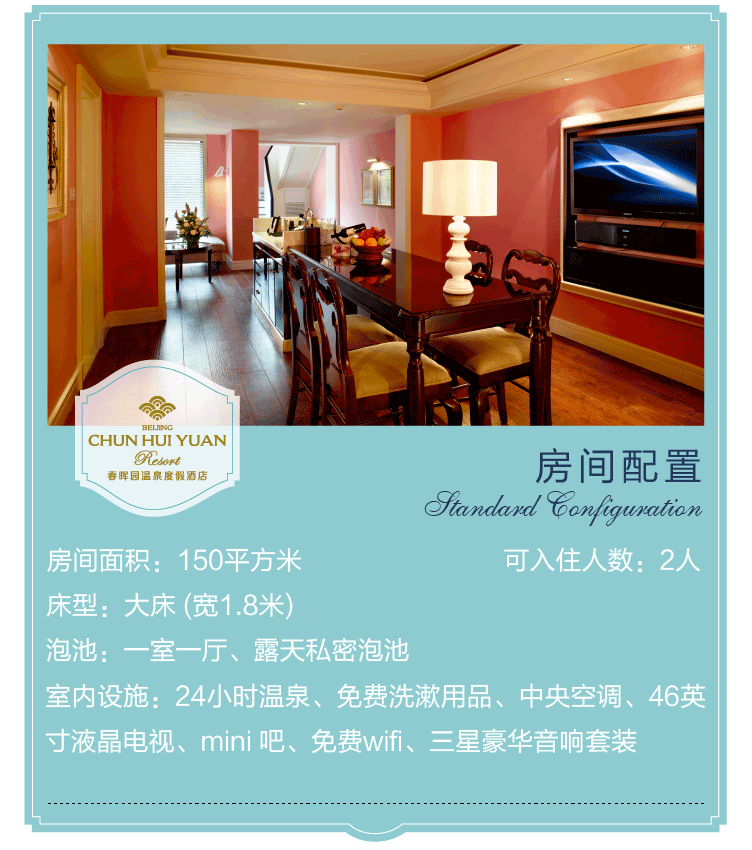 BEIJING
CHUN HUI YUAN
Resort
春晖园温泉度假酒店
房间配置
Standard Configuration
房间面积：150平方米 可入住人数：2人
床型：大床 (宽1.8米)
泡池：一室一厅、露天私密泡池
室内设施：24小时温泉、免费洗漱用品、中央空调、46英
寸液晶电视、mini 吧、免费wifi、三星豪华音响套装